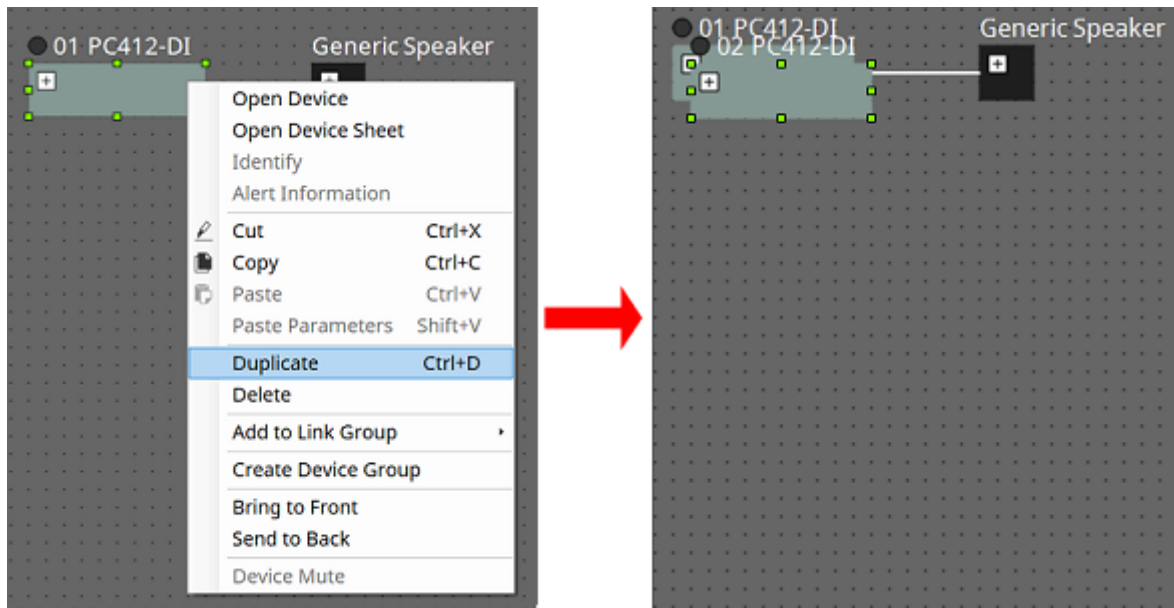 01 PC412-DI
Generic Speaker
Open Device
Open Device Sheet
Identify
Alert Information
Cut Ctrl+X
Copy Ctrl+C
Paste Ctrl+V
Paste Parameters Shift+V
Duplicate Ctrl+D
Delete
Add to Link Group
Create Device Group
Bring to Front
Send to Back
Device Mute
01 PC412-DI
02 PC412-DI
Generic Speaker